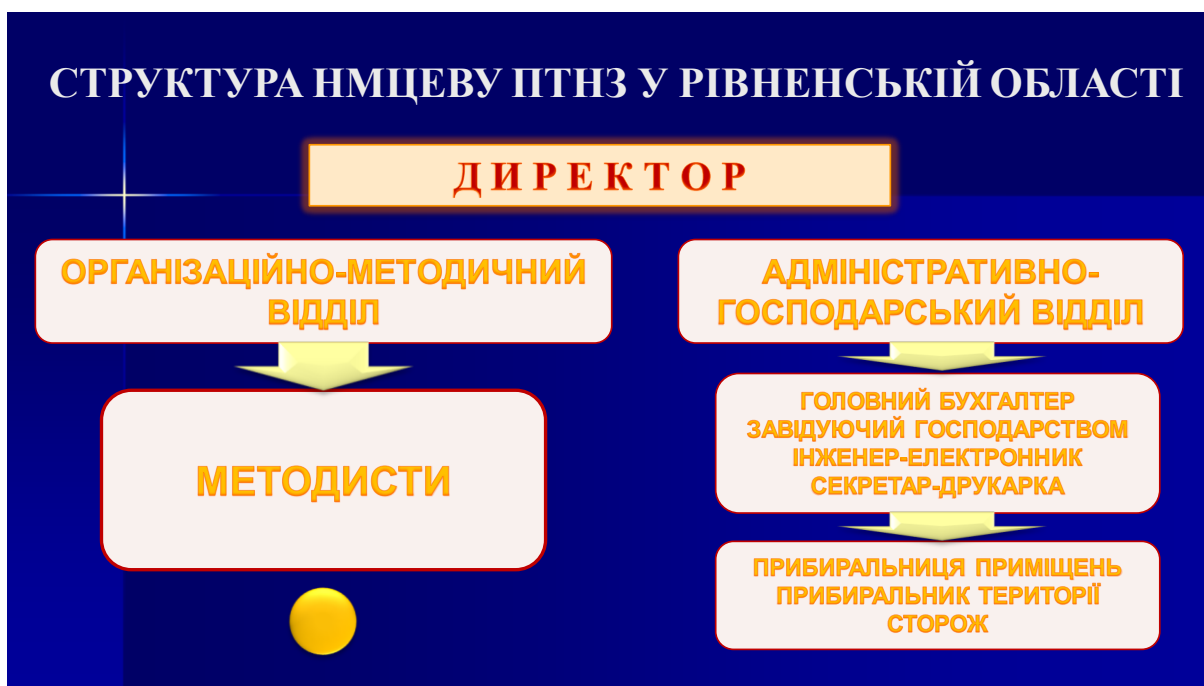 СТРУКТУРА НМЦЕВУ ПТНЗ У РІВНЕНСЬКІЙ ОБЛАСТІ
ДИРЕКТОР
ОРГАНІЗАЦІЙНО-МЕТОДИЧНИЙ
ВІДДІЛ
МЕТОДИСТИ
АДМІНІСТРАТИВНО-
ГОСПОДАРСЬКИЙ ВІДДІЛ
ГОЛОВНИЙ БУХГАЛТЕР
ЗАВІДУЮЧИЙ ГОСПОДАРСТВОМ
ІНЖЕНЕР-ЕЛЕКТРОННИК
СЕКРЕТАР-ДРУКАРКА
ПРИБИРАЛЬНИЦЯ ПРИМІЩЕНЬ
ПРИБИРАЛЬНИК ТЕРИТОРІЇ
СТОРОЖ